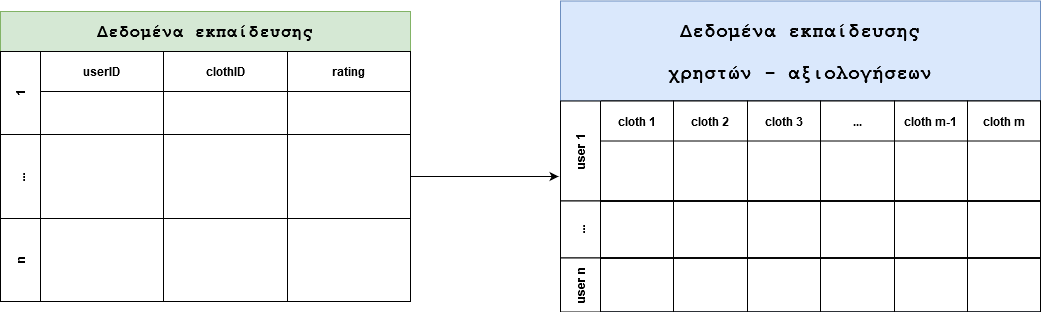 Δεδομένα εκπαίδευσης
userID clothID rating
1
...
n
Δεδομένα εκπαίδευσης
χρηστών - αξιολογήσεων
cloth 1 cloth 2 cloth 3 ... cloth m-1 cloth m
user 1
...
user n